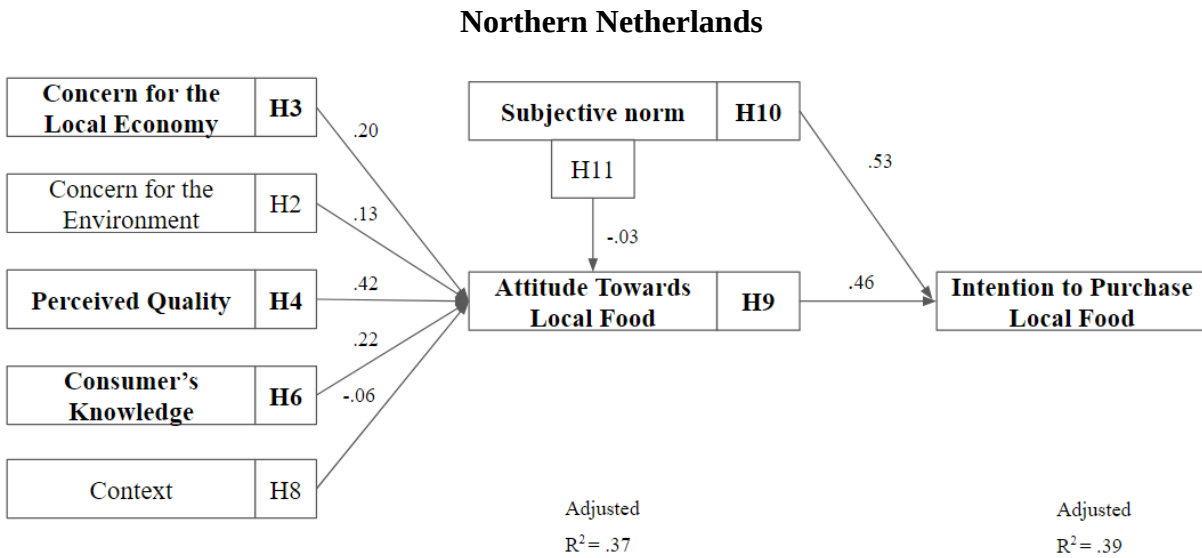 Northern Netherlands
Concern for the
Local Economy
H3
.20
Concern for the
Environment
H2
.13
Perceived Quality
H4
.42
Consumer’s
Knowledge
H6
.22
Context
H8
-.06
Subjective norm
H10
.53
H11
-.03
Attitude Towards
Local Food
H9
.46
Intention to Purchase
Local Food
Adjusted
R² = .37
Adjusted
R² = .39